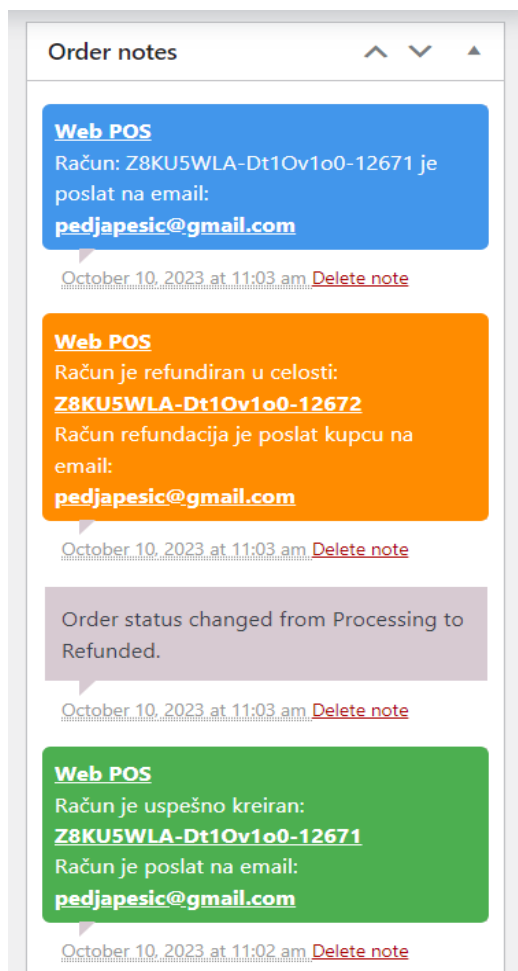 Order notes
Web POS
Račun: Z8KU5WLA-Dt1Ov1o0-12671 je
poslat na email:
pedjapesic@gmail.com
October 10, 2023 at 11:03 am Delete note
Web POS
Račun je refundiran u celosti:
Z8KU5WLA-Dt1Ov1o0-12672
Račun refundacija je poslat kupcu na
email:
pedjapesic@gmail.com
October 10, 2023 at 11:03 am Delete note
Order status changed from Processing to
Refunded.
October 10, 2023 at 11:03 am Delete note
Web POS
Račun je uspešno kreiran:
Z8KU5WLA-Dt1Ov1o0-12671
Račun je poslat na email:
pedjapesic@gmail.com
October 10, 2023 at 11:02 am Delete note